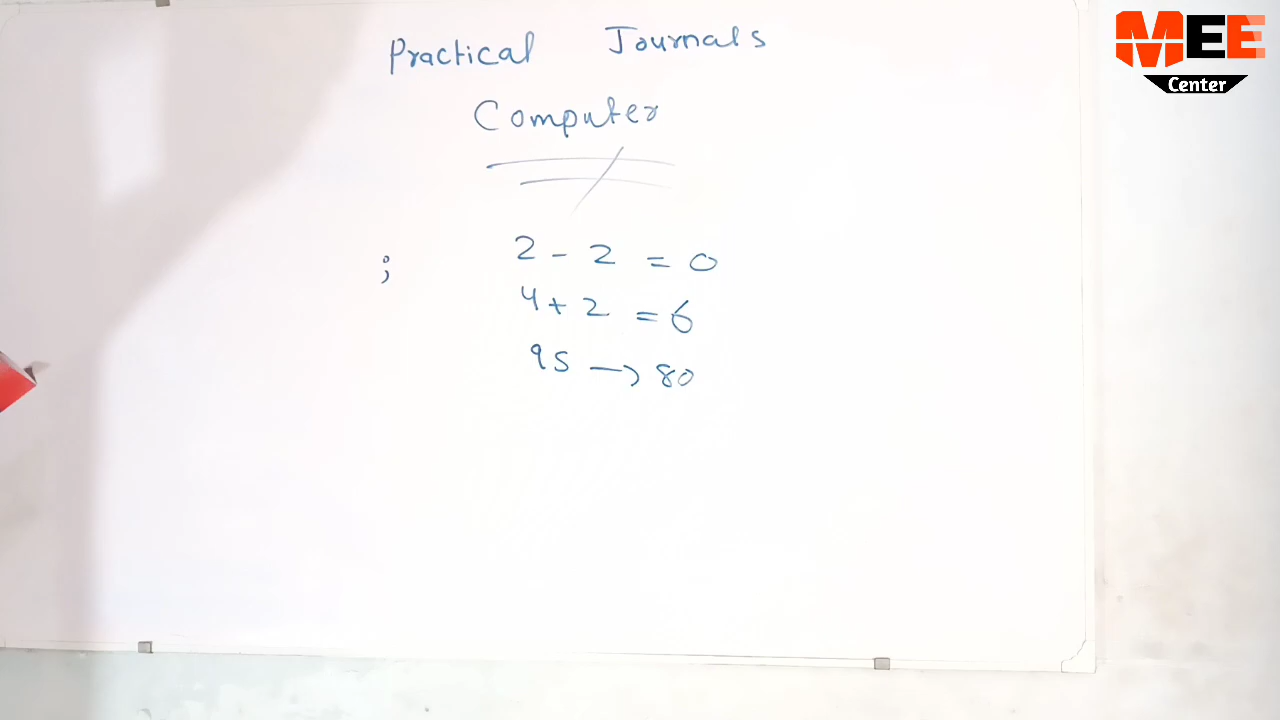 Practical Journals
Computer
; 2 - 2 = 0
4 + 2 = 6
95 → 80
MEE
Center